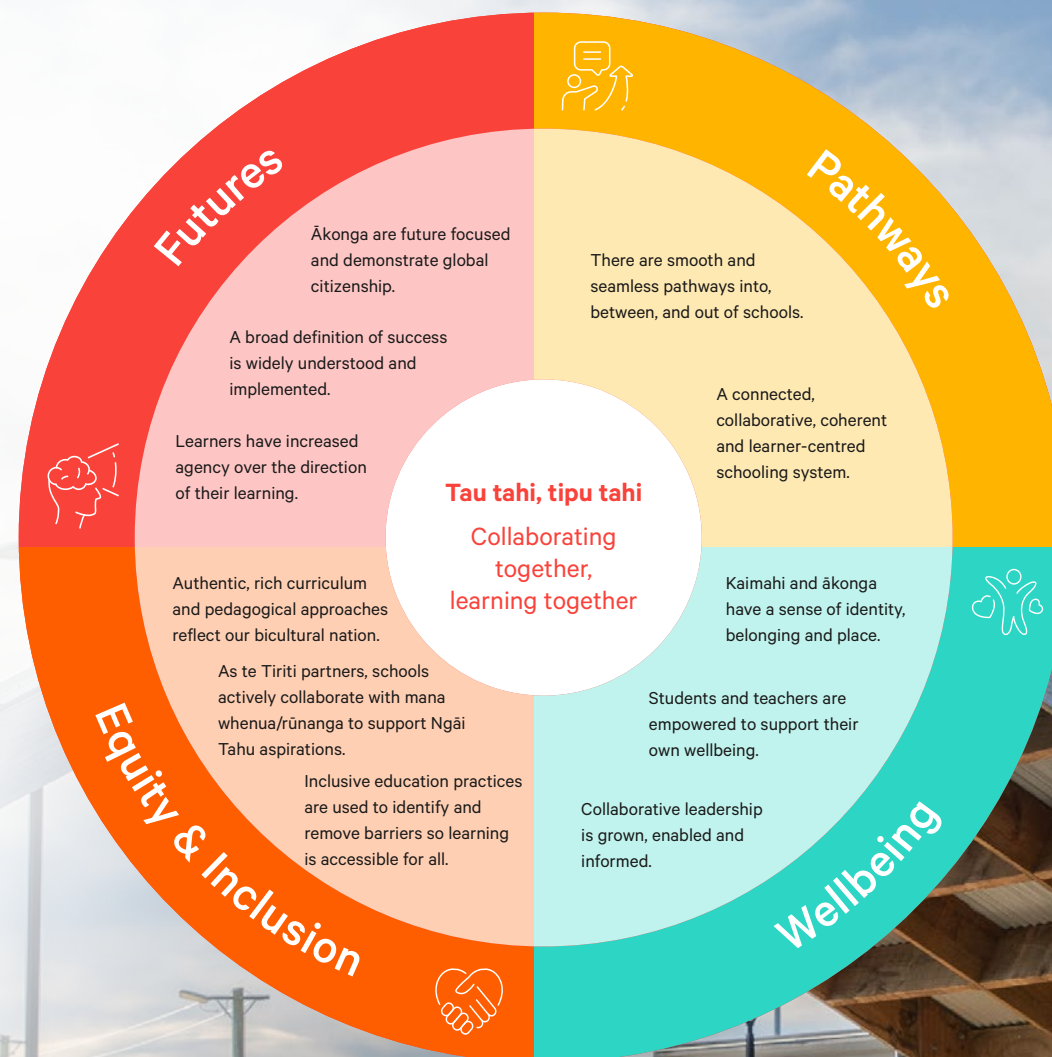 Futures
Ākonga are future focused
and demonstrate global
citizenship.
A broad definition of success
is widely understood and
implemented.
Learners have increased
agency over the direction
of their learning.
Pathways
There are smooth and
seamless pathways into,
between, and out of schools.
A connected,
collaborative, coherent
and learner-centred
schooling system.
Tau tahi, tipu tahi
Collaborating
together,
learning together
Equity & Inclusion
Authentic, rich curriculum
and pedagogical approaches
reflect our bicultural nation.
As te Tiriti partners, schools
actively collaborate with mana
whenua/rūnanga to support Ngāi
Tahu aspirations.
Inclusive education practices
are used to identify and
remove barriers so learning
is accessible for all.
Wellbeing
Kaimahi and ākonga
have a sense of identity,
belonging and place.
Students and teachers are
empowered to support their
own wellbeing.
Collaborative leadership
is grown, enabled and
informed.